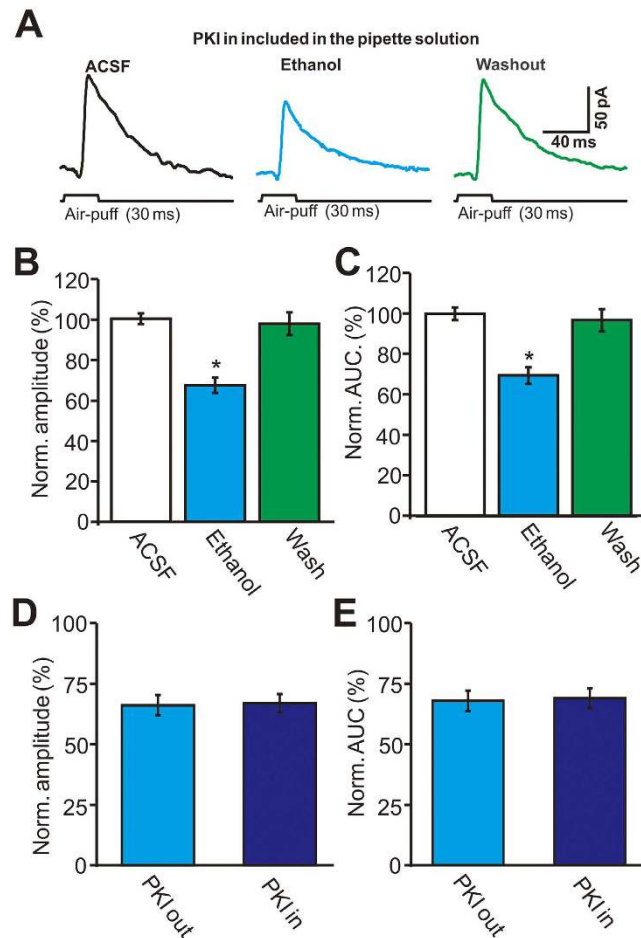 A
PKI in included in the pipette solution
ACSF
Ethanol
Washout
50 pA
40 ms
Air-puff (30 ms)
Air-puff (30 ms)
Air-puff (30 ms)
B
Norm. amplitude (%)
120
100
80
60
40
20
0
*
ACSF
Ethanol
Wash
C
Norm. AUC. (%)
120
100
80
60
40
20
0
*
ACSF
Ethanol
Wash
D
Norm. amplitude (%)
100
75
50
25
0
PKI out
PKI in
E
Norm. AUC (%)
100
75
50
25
0
PKI out
PKI in